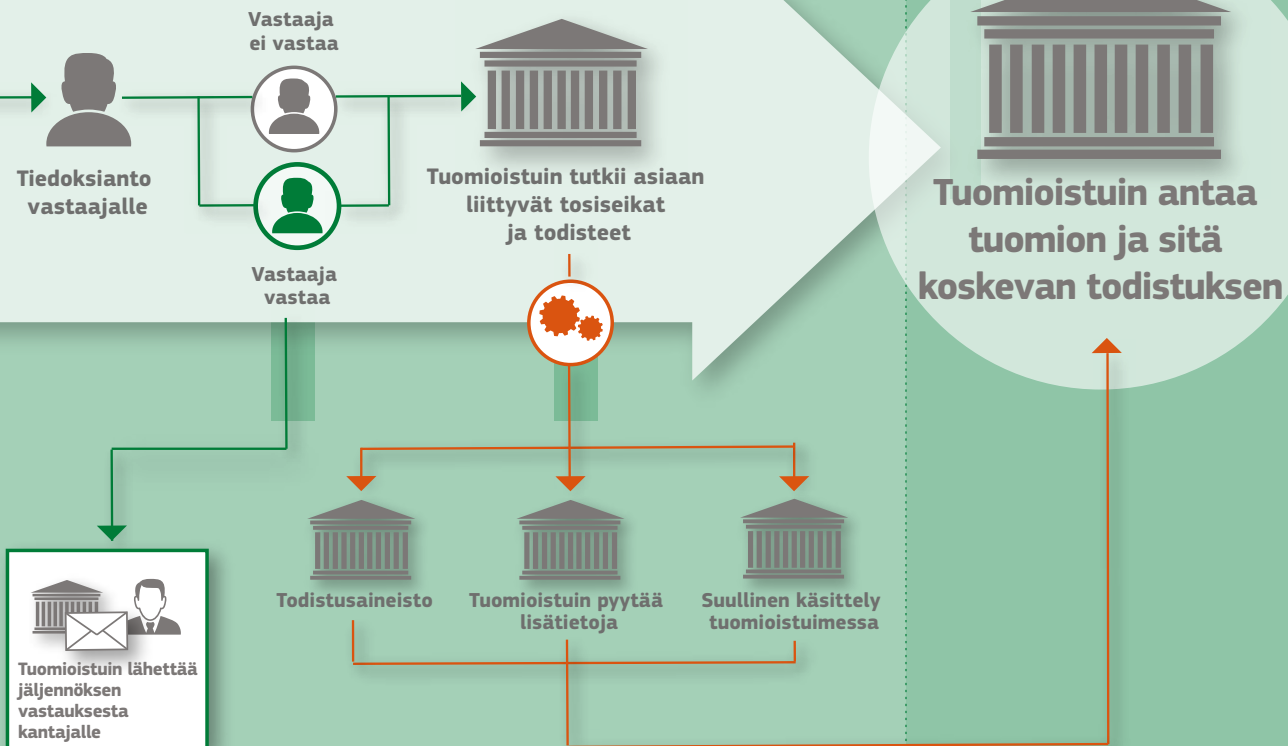 Vastaaja
ei vastaa
Tiedoksianto
vastaajalle
Vastaaja
vastaa
Tuomioistuin tutkii asiaan
liittyvät tosiseikat
ja todisteet
Tuomioistuin antaa
tuomion ja sitä
koskevan todistuksen
Todistusaineisto
Tuomioistuin pyytää
lisätietoja
Suullinen käsittely
tuomioistuimessa
Tuomioistuin lähettää
jäljennöksen
vastauksesta
kantajalle